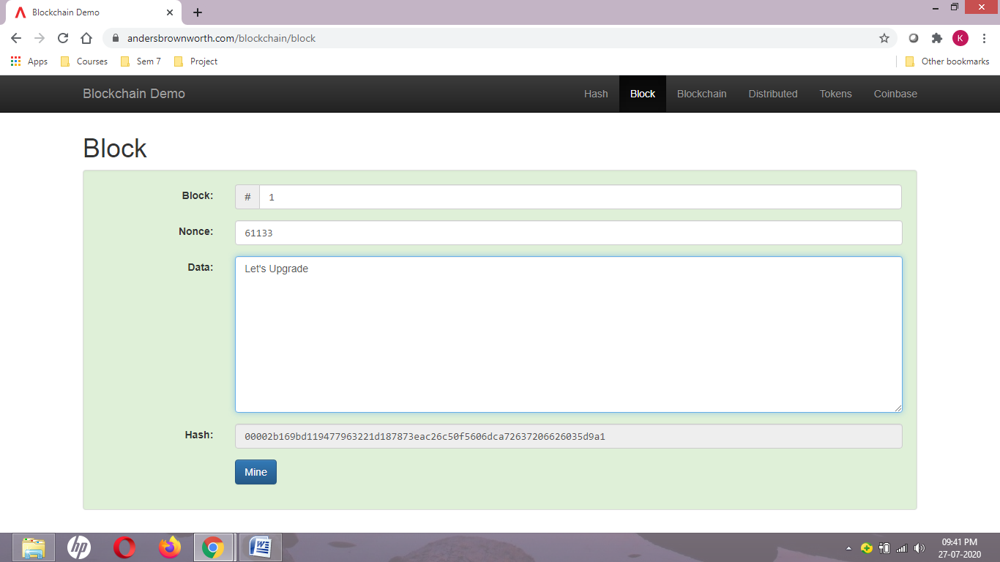 Blockchain Demo
andersbrownworth.com/blockchain/block
K
Apps Courses Sem 7 Project Other bookmarks
Blockchain Demo Hash Block Blockchain Distributed Tokens Coinbase
Block
Block: # 1
Nonce: 61133
Data: Let's Upgrade
Hash: 00002b169bd119477963221d187873eac26c50f5606dca72637206626035d9a1
Mine
hp W 09:41 PM
27-07-2020